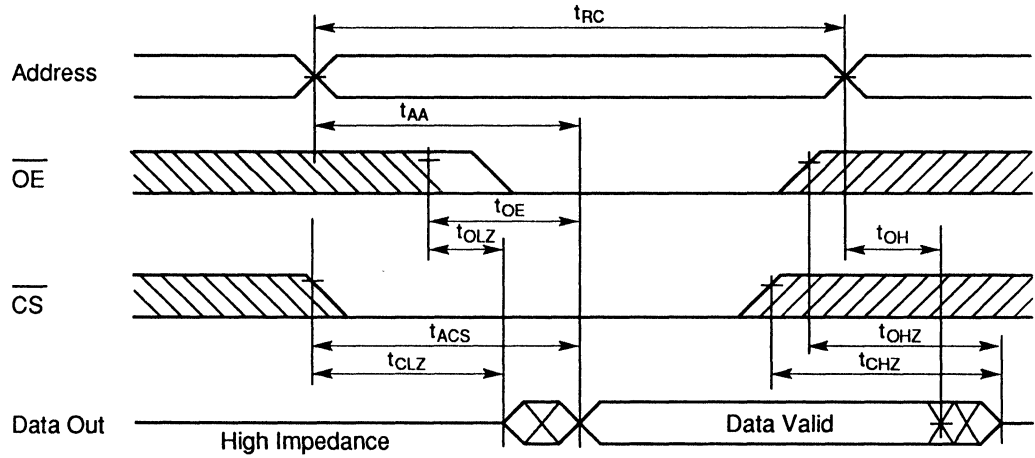 tRC
Address
tAA
OE
tOE
tOLZ
tOH
CS
tACS
tOHZ
tCLZ
tCHZ
Data Out
High Impedance
Data Valid